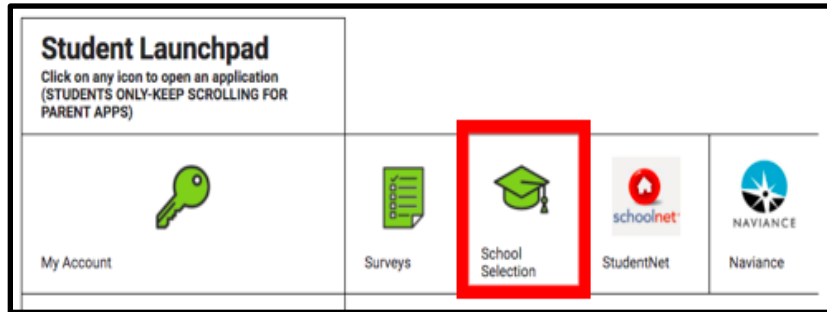 Student Launchpad
Click on any icon to open an application
(STUDENTS ONLY-KEEP SCROLLING FOR
PARENT APPS)
My Account
Surveys
School
Selection
schoolnet
StudentNet
NAVIANCE
Naviance